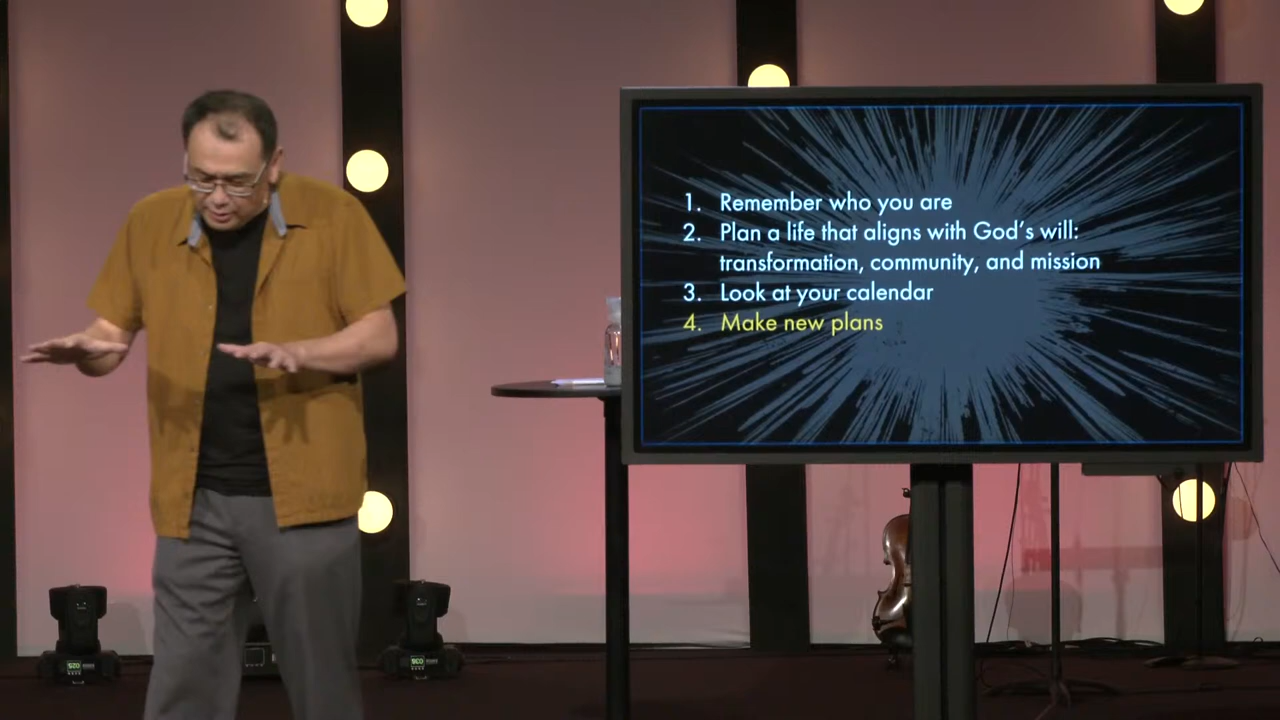 1. Remember who you are
2. Plan a life that aligns with God's will:
transformation, community, and mission
3. Look at your calendar
4. Make new plans